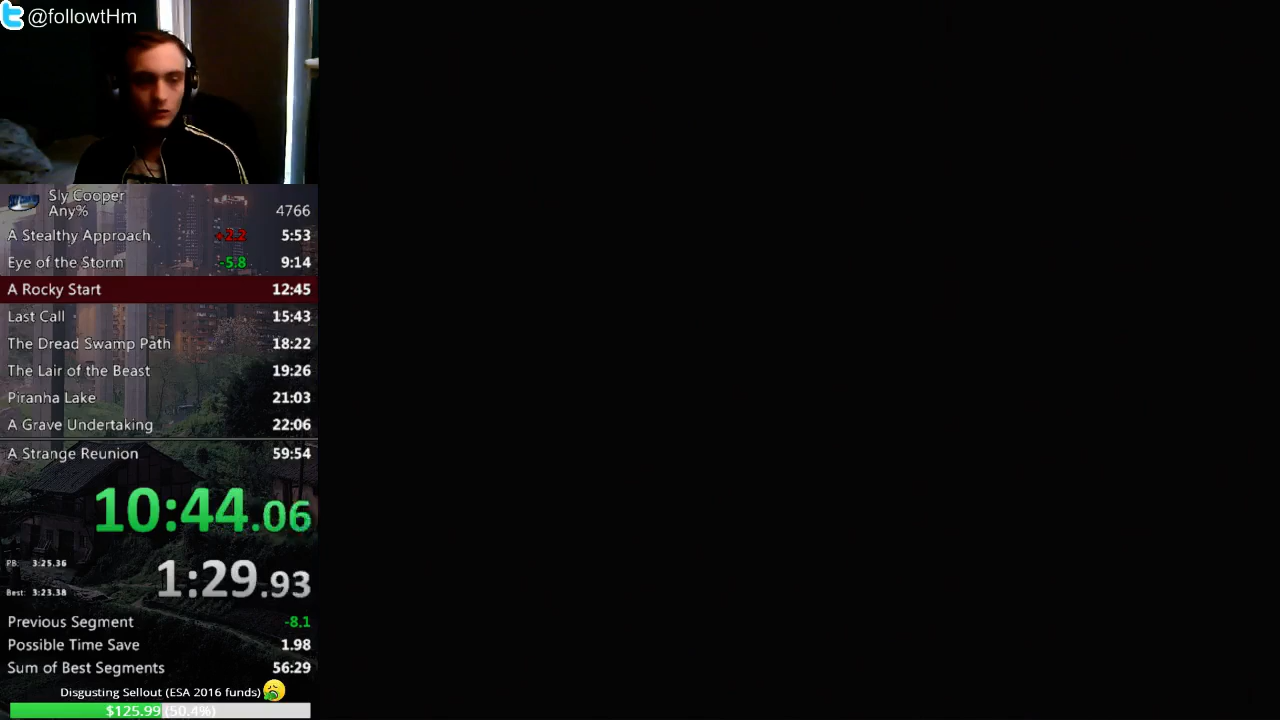 @followtHm
Sly Cooper
Any% 4766
A Stealthy Approach +2.2 5:53
Eye of the Storm -5.8 9:14
A Rocky Start 12:45
Last Call 15:43
The Dread Swamp Path 18:22
The Lair of the Beast 19:26
Piranha Lake 21:03
A Grave Undertaking 22:06
A Strange Reunion 59:54
10:44.06
PB: 3:25.36
1:29.93
Best: 3:23.38
Previous Segment -8.1
Possible Time Save 1.98
Sum of Best Segments 56:29
Disgusting Sellout (ESA 2016 funds)
$125.99 (50.4%)